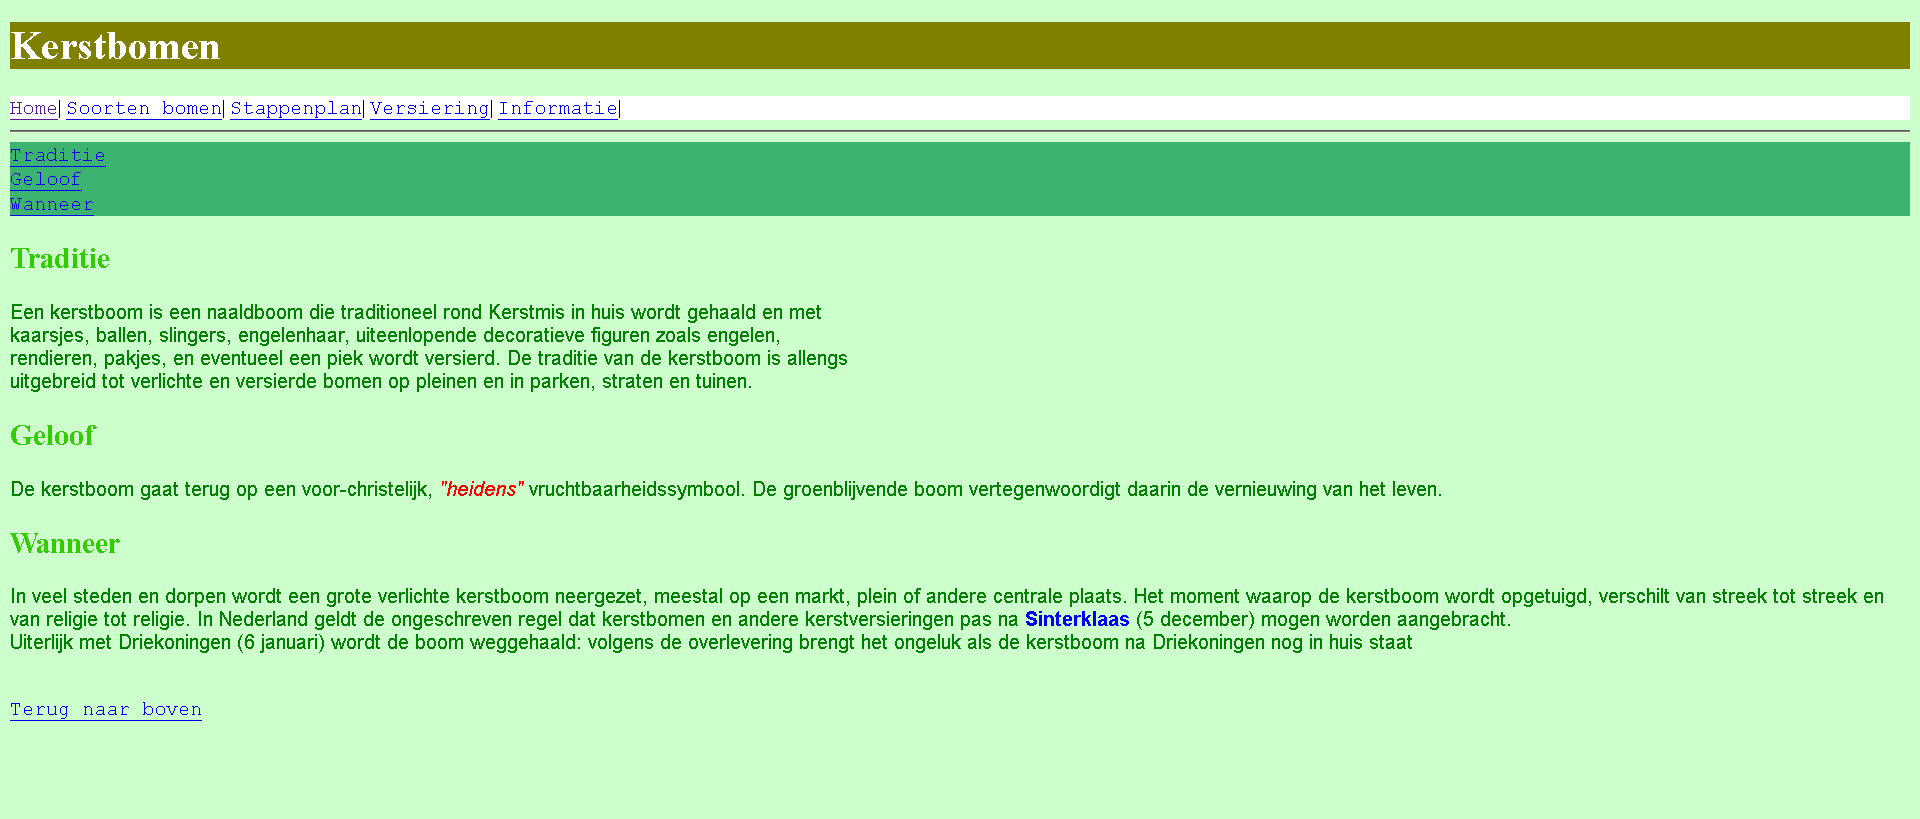 Kerstbomen
Home| Soorten bomen| Stappenplan| Versiering| Informatie|
Traditie
Geloof
Wanneer
Traditie
Een kerstboom is een naaldboom die traditioneel rond Kerstmis in huis wordt gehaald en met
kaarsjes, ballen, slingers, engelenhaar, uiteenlopende decoratieve figuren zoals engelen,
rendieren, pakjes, en eventueel een piek wordt versierd. De traditie van de kerstboom is allengs
uitgebreid tot verlichte en versierde bomen op pleinen en in parken, straten en tuinen.
Geloof
De kerstboom gaat terug op een voor-christelijk, "heidens" vruchtbaarheidssymbool. De groenblijvende boom vertegenwoordigt daarin de vernieuwing van het leven.
Wanneer
In veel steden en dorpen wordt een grote verlichte kerstboom neergezet, meestal op een markt, plein of andere centrale plaats. Het moment waarop de kerstboom wordt opgetuigd, verschilt van streek tot streek en
van religie tot religie. In Nederland geldt de ongeschreven regel dat kerstbomen en andere kerstversieringen pas na Sinterklaas (5 december) mogen worden aangebracht.
Uiterlijk met Driekoningen (6 januari) wordt de boom weggehaald: volgens de overlevering brengt het ongeluk als de kerstboom na Driekoningen nog in huis staat
Terug naar boven